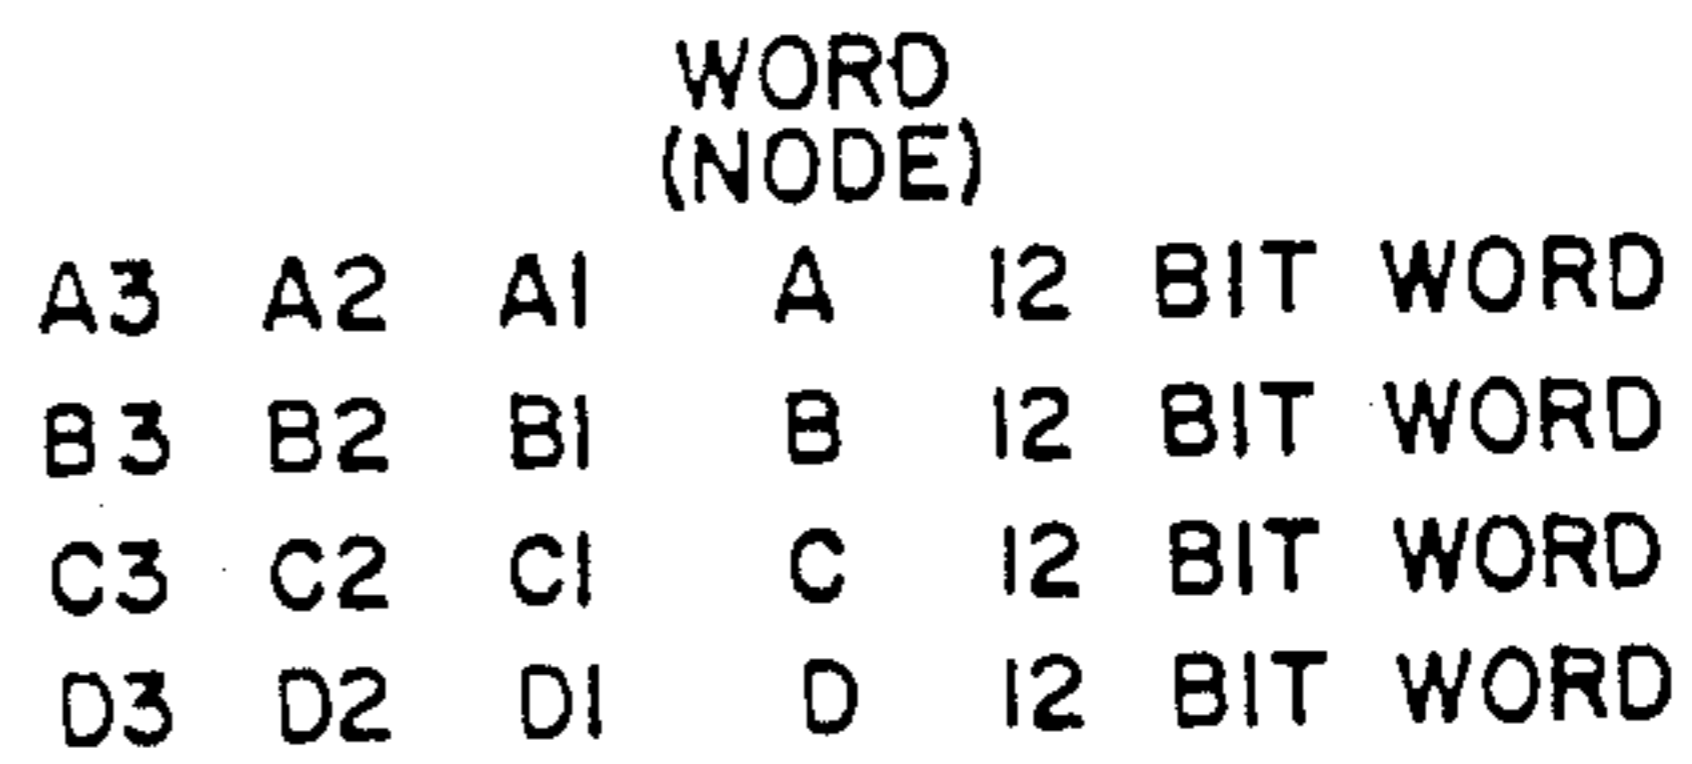 WORD
(NODE)
A3 A2 A1 A 12 BIT WORD
B3 B2 B1 B 12 BIT WORD
C3 C2 C1 C 12 BIT WORD
D3 D2 D1 D 12 BIT WORD